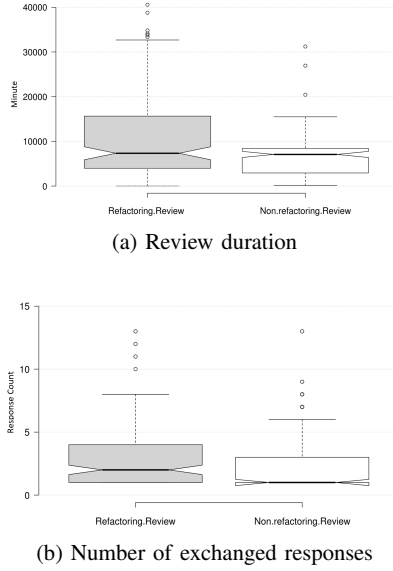 40000
30000
20000
10000
0
Minute
Refactoring.Review Non.refactoring.Review
(a) Review duration
15
10
5
0
Response Count
Refactoring.Review Non.refactoring.Review
(b) Number of exchanged responses